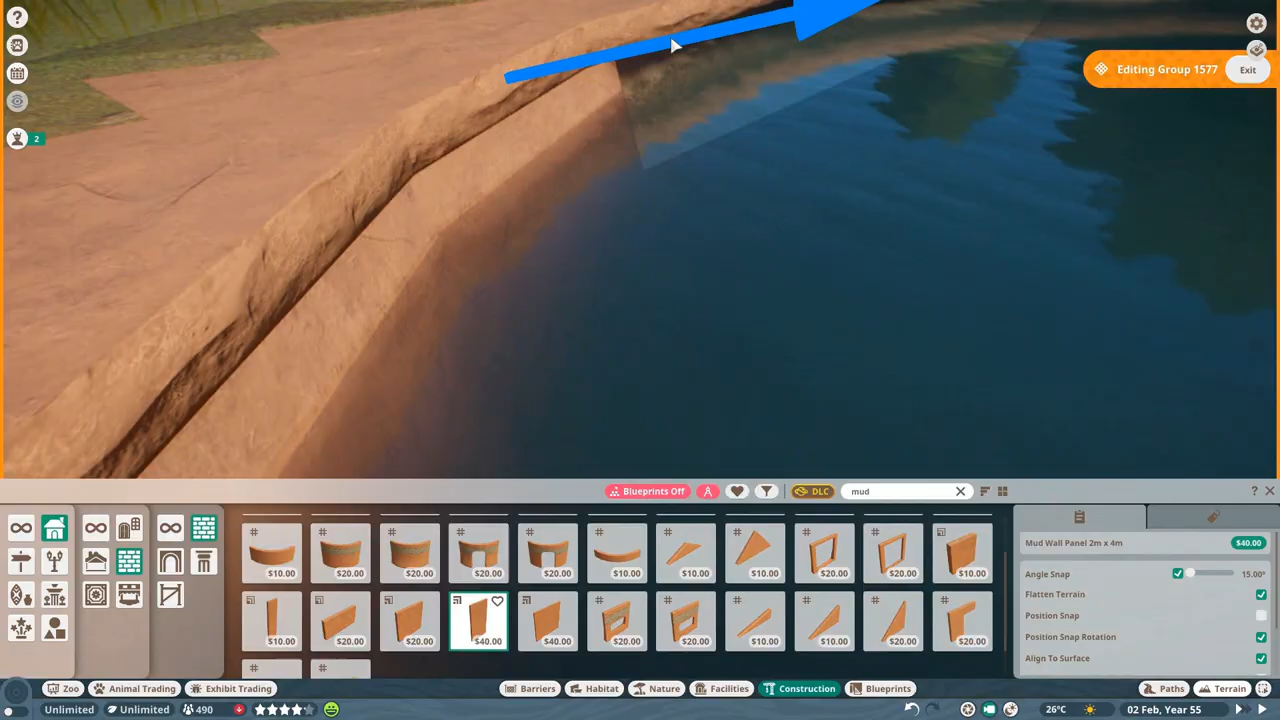 ?
2
Editing Group 1577
Exit
Blueprints Off
DLC
mud
?
$10.00
$20.00
$20.00
$20.00
$20.00
$10.00
$10.00
$10.00
$20.00
$20.00
$10.00
$10.00
$20.00
$20.00
$40.00
$40.00
$20.00
$20.00
$10.00
$10.00
$20.00
$20.00
Mud Wall Panel 2m x 4m
$40.00
Angle Snap
15.00°
Flatten Terrain
Position Snap
Position Snap Rotation
Align To Surface
Zoo
Animal Trading
Exhibit Trading
Barriers
Habitat
Nature
Facilities
Construction
Blueprints
Paths
Terrain
Unlimited
Unlimited
490
26°C
02 Feb, Year 55